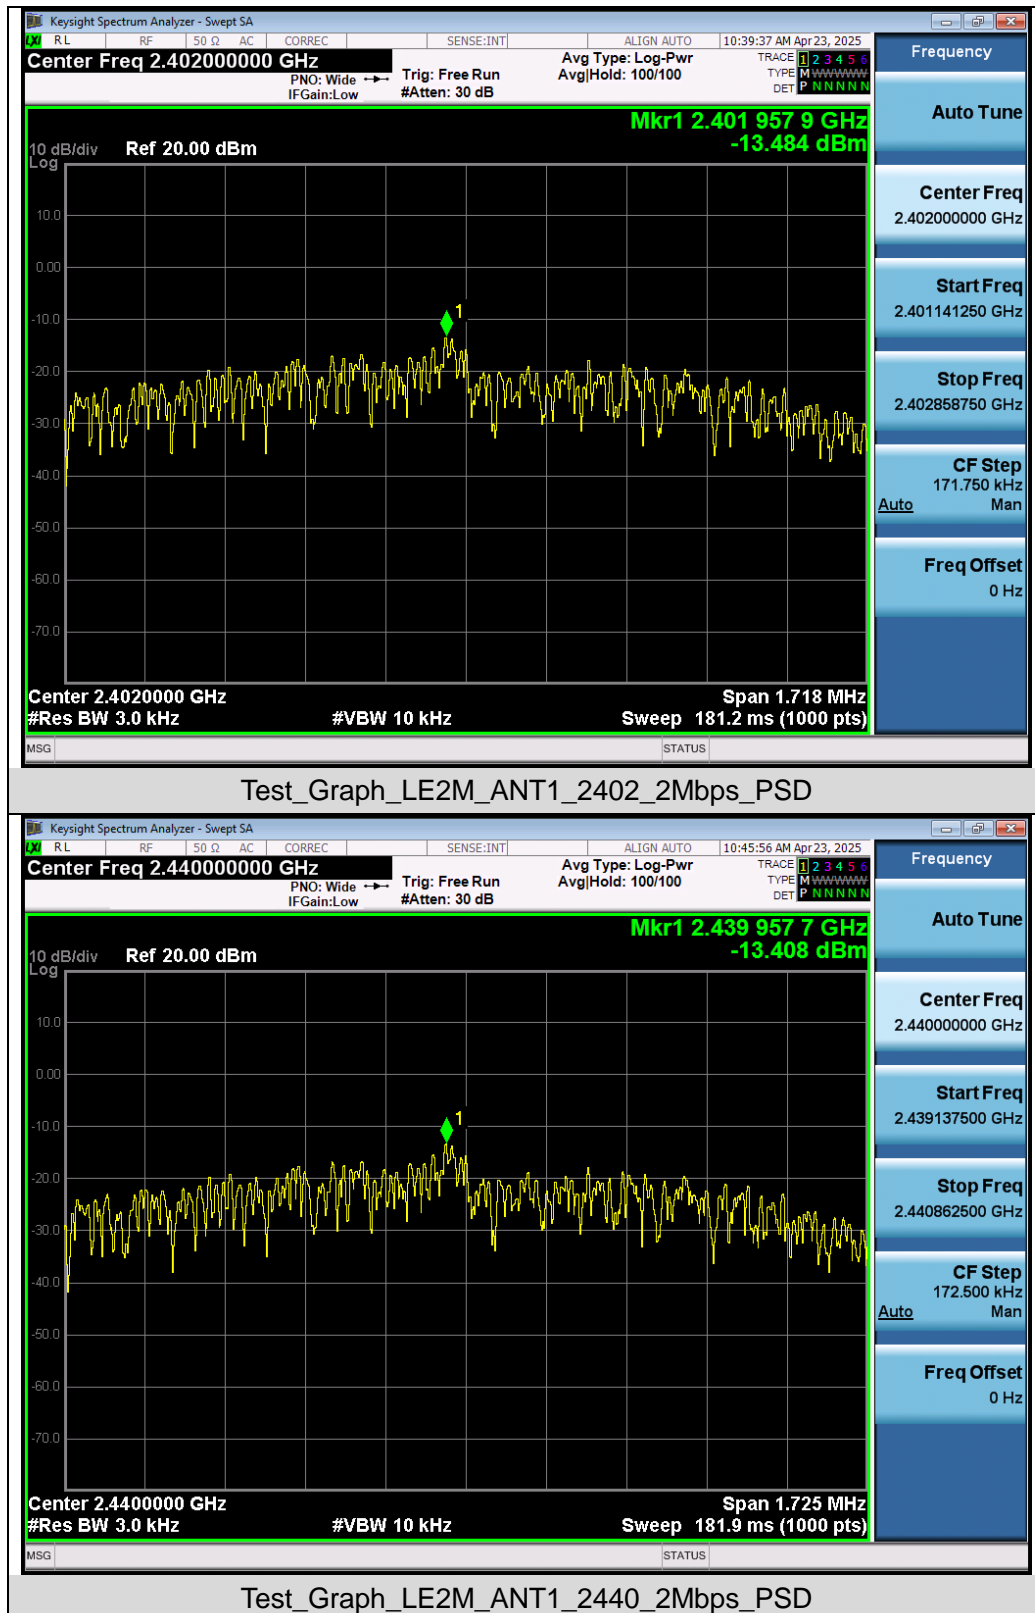 Keysight Spectrum Analyzer - Swept SA
LXI RL RF 50 Ω AC CORREC SENSE:INT ALIGN AUTO 10:39:37 AM Apr 23, 2025
Center Freq 2.402000000 GHz
PNO: Wide
IFGain:Low
Trig: Free Run
#Atten: 30 dB
Avg Type: Log-Pwr
Avg|Hold: 100/100
TRACE 1 2 3 4 5 6
TYPE M W W W W W
DET P N N N N N
Mkr1 2.401 957 9 GHz
-13.484 dBm
10 dB/div Ref 20.00 dBm
Log
10.0
0.00
1
-10.0
-20.0
-30.0
-40.0
-50.0
-60.0
-70.0
Center 2.4020000 GHz Span 1.718 MHz
#Res BW 3.0 kHz #VBW 10 kHz Sweep 181.2 ms (1000 pts)
MSG STATUS
Frequency
Auto Tune
Center Freq
2.402000000 GHz
Start Freq
2.401141250 GHz
Stop Freq
2.402858750 GHz
CF Step
171.750 kHz
Auto Man
Freq Offset
0 Hz
Test_Graph_LE2M_ANT1_2402_2Mbps_PSD
Keysight Spectrum Analyzer - Swept SA
LXI RL RF 50 Ω AC CORREC SENSE:INT ALIGN AUTO 10:45:56 AM Apr 23, 2025
Center Freq 2.440000000 GHz
PNO: Wide
IFGain:Low
Trig: Free Run
#Atten: 30 dB
Avg Type: Log-Pwr
Avg|Hold: 100/100
TRACE 1 2 3 4 5 6
TYPE M W W W W W
DET P N N N N N
Mkr1 2.439 957 7 GHz
-13.408 dBm
10 dB/div Ref 20.00 dBm
Log
10.0
0.00
1
-10.0
-20.0
-30.0
-40.0
-50.0
-60.0
-70.0
Center 2.4400000 GHz Span 1.725 MHz
#Res BW 3.0 kHz #VBW 10 kHz Sweep 181.9 ms (1000 pts)
MSG STATUS
Frequency
Auto Tune
Center Freq
2.440000000 GHz
Start Freq
2.439137500 GHz
Stop Freq
2.440862500 GHz
CF Step
172.500 kHz
Auto Man
Freq Offset
0 Hz
Test_Graph_LE2M_ANT1_2440_2Mbps_PSD